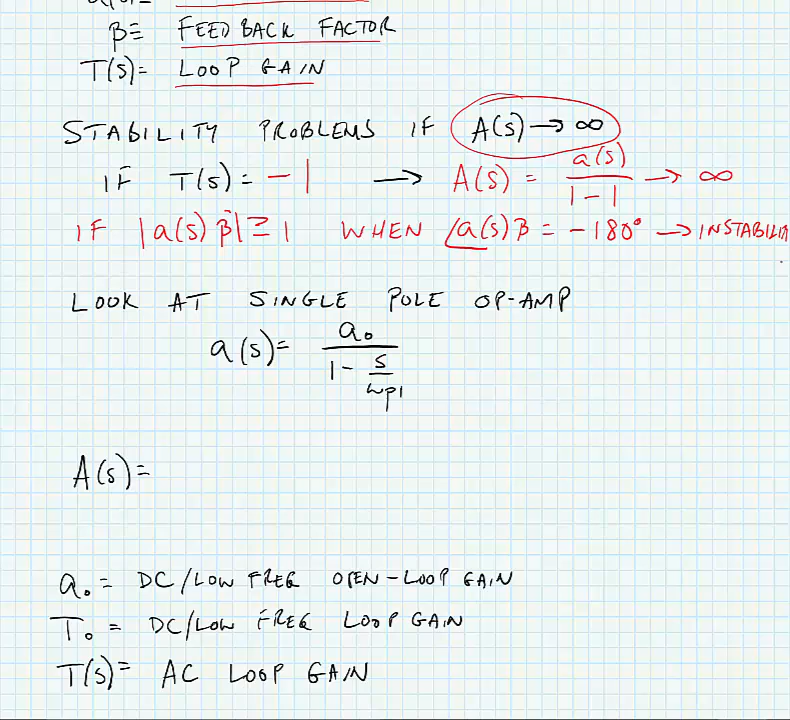 β≡ FEEDBACK FACTOR
T(s)= LOOP GAIN
STABILITY PROBLEMS IF A(s)→∞
IF T(s)= -1 → A(s) = a(s)/(1-1) → ∞
IF |a(s)β|≥1 WHEN ∠a(s)β = -180° → INSTABILI
LOOK AT SINGLE POLE OP-AMP
a(s)= a₀/(1 - s/ωp1)
A(s)=
a₀= DC/LOW FREQ OPEN-LOOP GAIN
T₀= DC/LOW FREQ LOOP GAIN
T(s)= AC LOOP GAIN